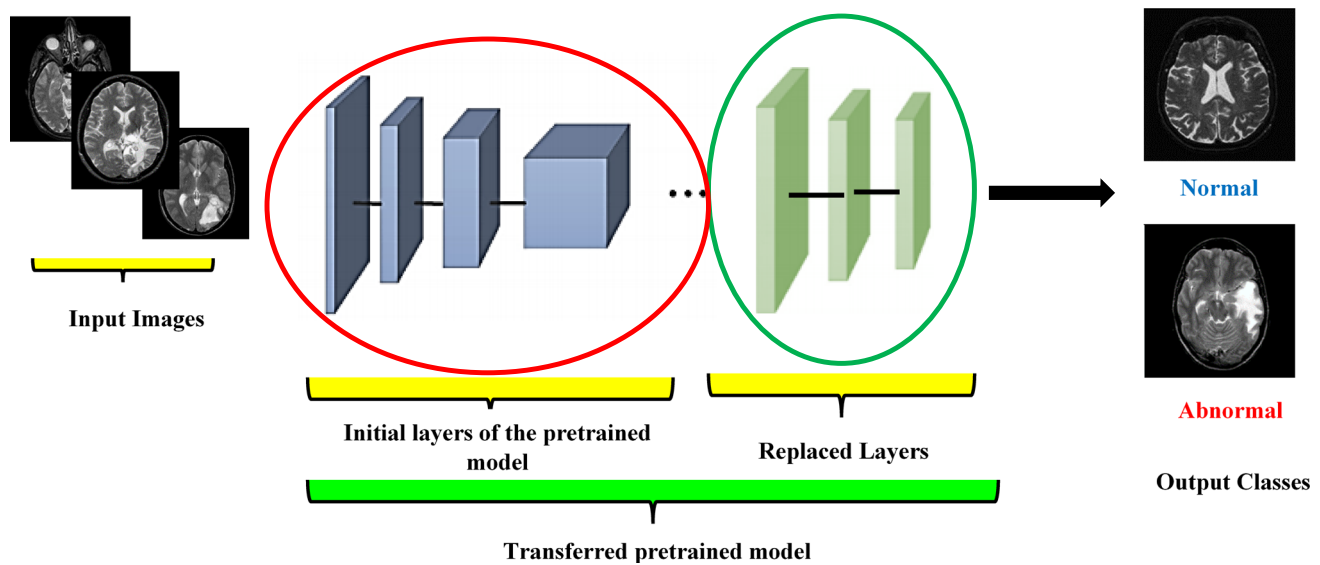 Input Images
Initial layers of the pretrained
model
Replaced Layers
Transferred pretrained model
Normal
Abnormal
Output Classes